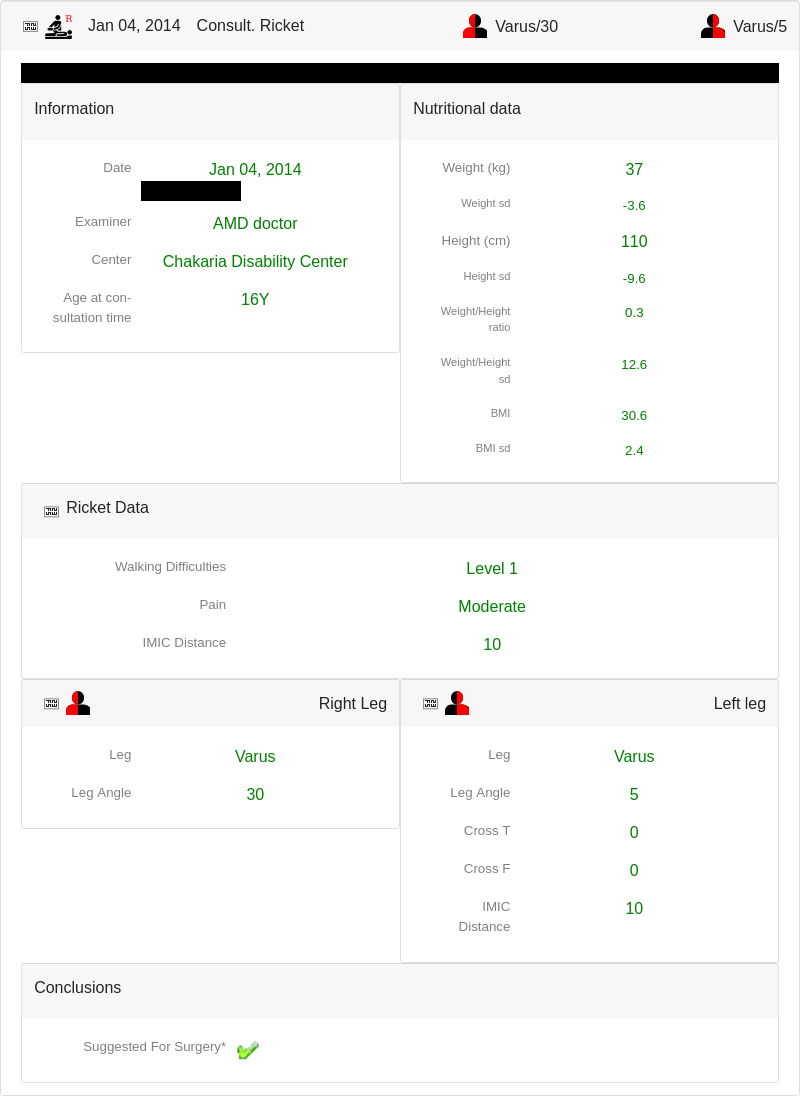 R
Jan 04, 2014 Consult. Ricket Varus/30 Varus/5
Information
Date Jan 04, 2014
Examiner AMD doctor
Center Chakaria Disability Center
Age at con-
sultation time 16Y
Nutritional data
Weight (kg) 37
Weight sd -3.6
Height (cm) 110
Height sd -9.6
Weight/Height
ratio 0.3
Weight/Height
sd 12.6
BMI 30.6
BMI sd 2.4
Ricket Data
Walking Difficulties Level 1
Pain Moderate
IMIC Distance 10
Right Leg
Leg Varus
Leg Angle 30
Left leg
Leg Varus
Leg Angle 5
Cross T 0
Cross F 0
IMIC
Distance 10
Conclusions
Suggested For Surgery*